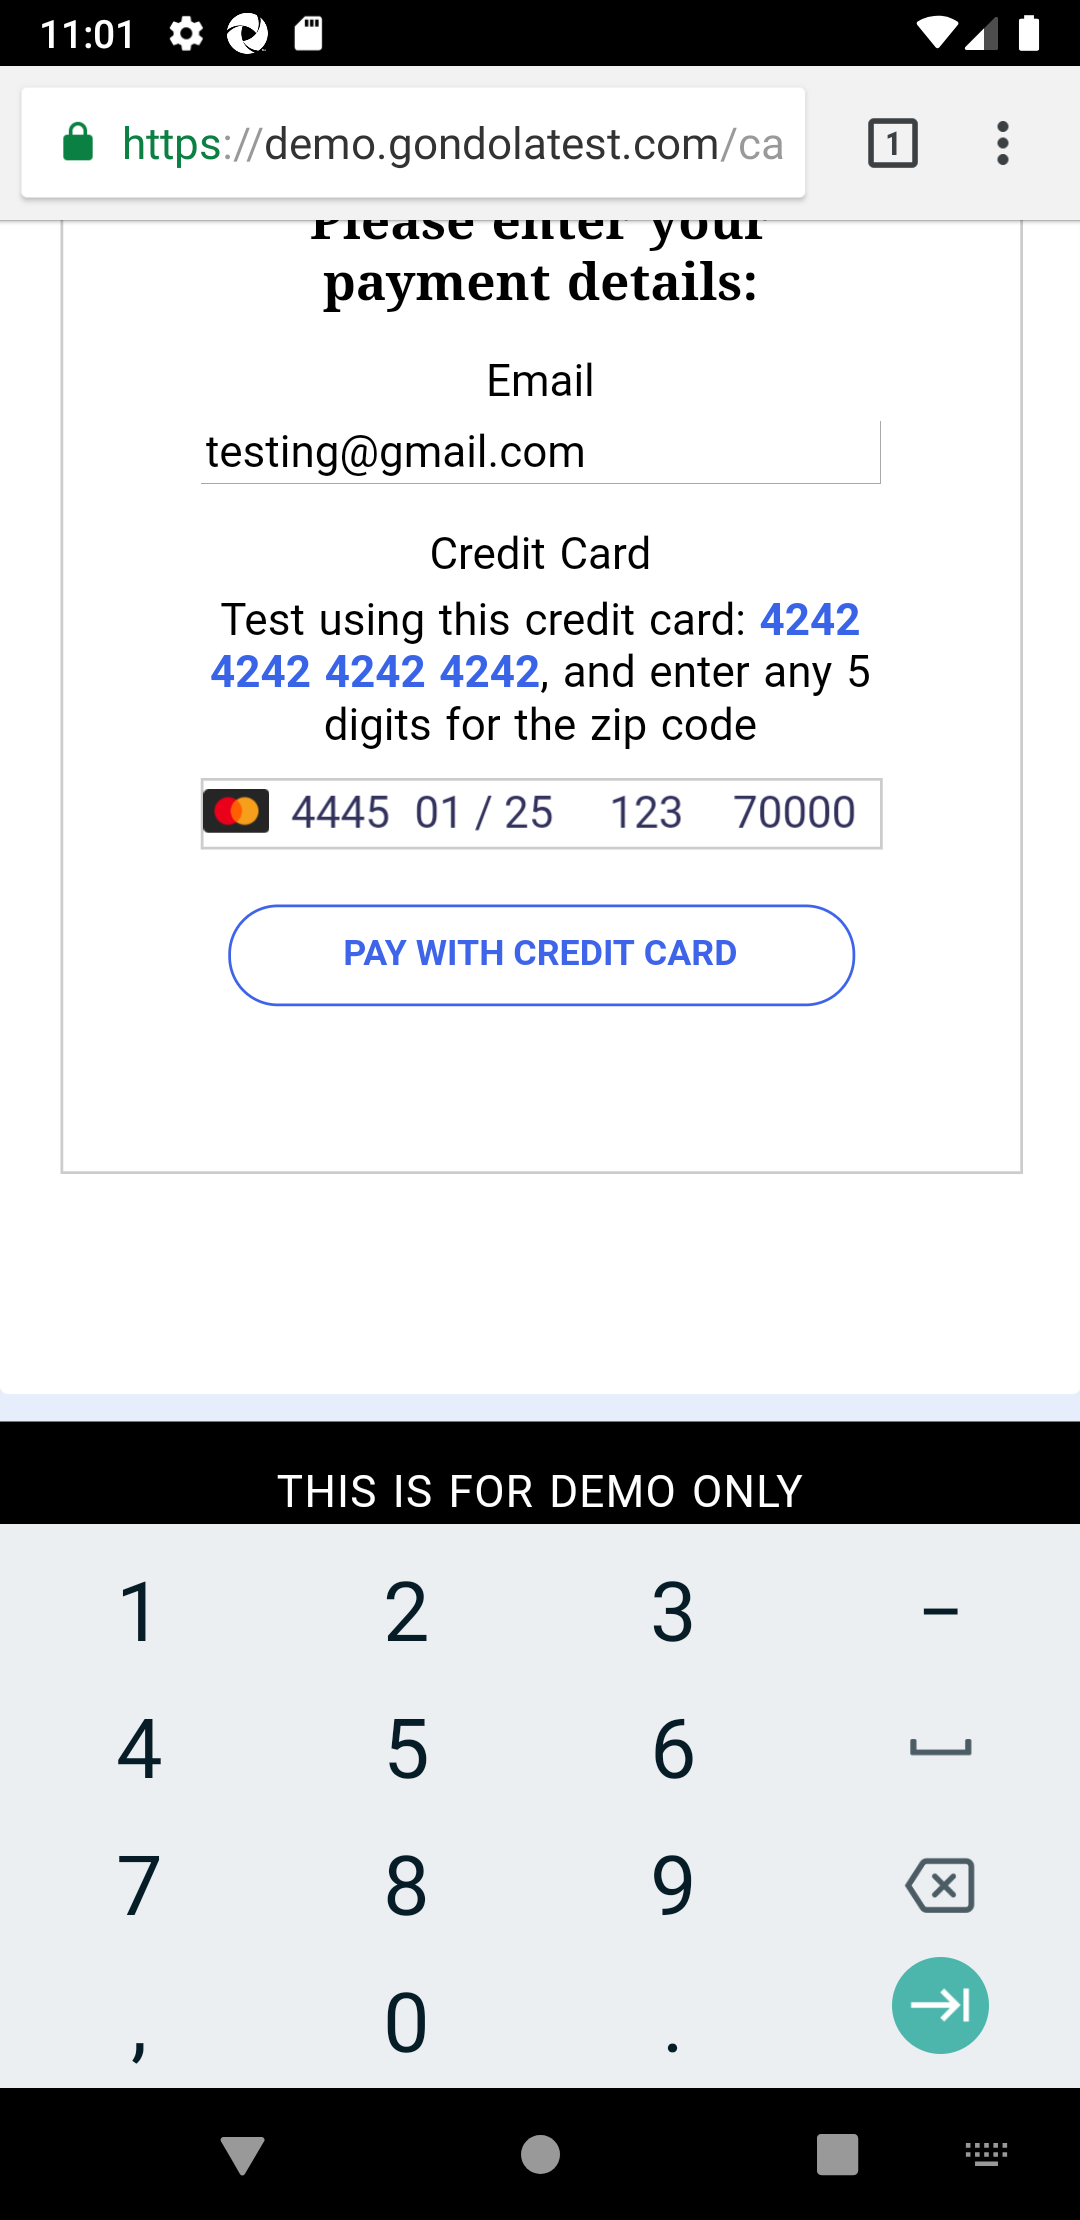 11:01
https://demo.gondolatest.com/ca
1
Please enter your
payment details:
Email
testing@gmail.com
Credit Card
Test using this credit card: 4242
4242 4242 4242, and enter any 5
digits for the zip code
4445 01 / 25 123 70000
PAY WITH CREDIT CARD
THIS IS FOR DEMO ONLY
1 2 3 –
4 5 6
7 8 9
, 0 .